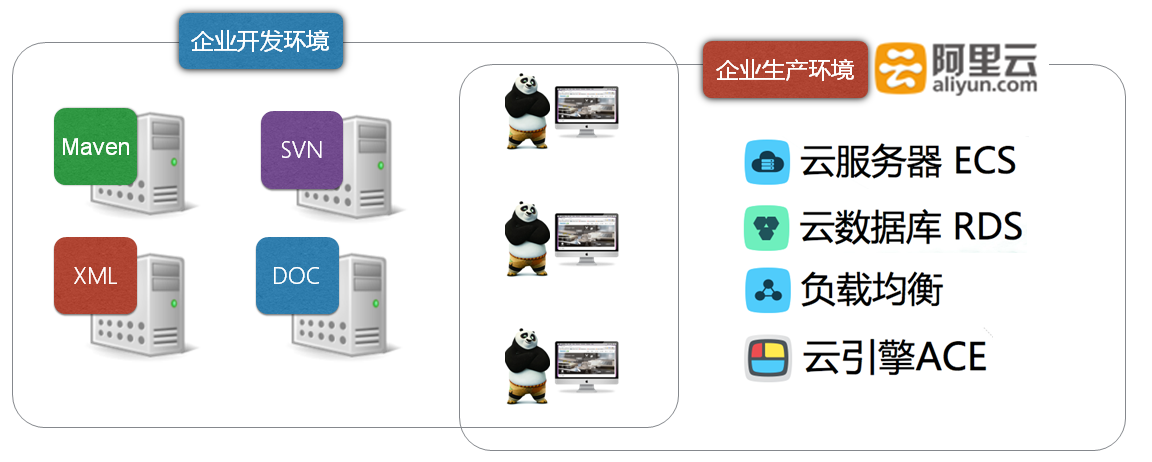 企业开发环境
Maven
SVN
XML
DOC
企业生产环境
阿里云
aliyun.com
云服务器 ECS
云数据库 RDS
负载均衡
云引擎ACE